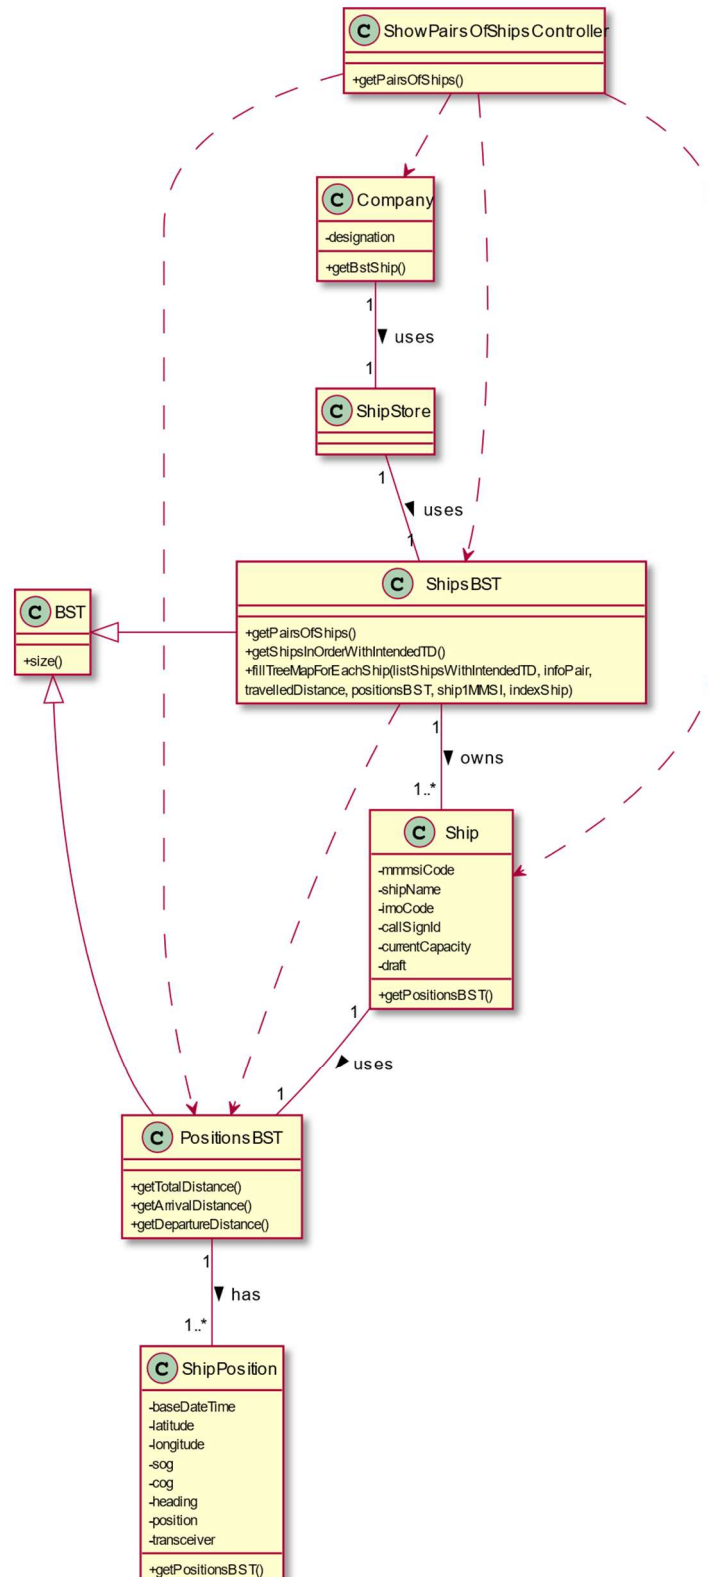 C ShowPairsOfShipsController
+getPairsOfShips()
C Company
-designation
+getBstShip()
1
uses
1
C ShipStore
1
uses
1
C BST
+size()
C ShipsBST
+getPairsOfShips()
+getShipsInOrderWithIntendedTD()
+fillTreeMapForEachShip(listShipsWithIntendedTD, infoPair,
travelledDistance, positionsBST, ship1MMSI, indexShip)
1
owns
1..*
C Ship
-mmmsiCode
-shipName
-imoCode
-callSignId
-currentCapacity
-draft
+getPositionsBST()
1
uses
1
C PositionsBST
+getTotalDistance()
+getArrivalDistance()
+getDepartureDistance()
1
has
1..*
C ShipPosition
-baseDateTime
-latitude
-longitude
-sog
-cog
-heading
-position
-transceiver
+getPositionsBST()